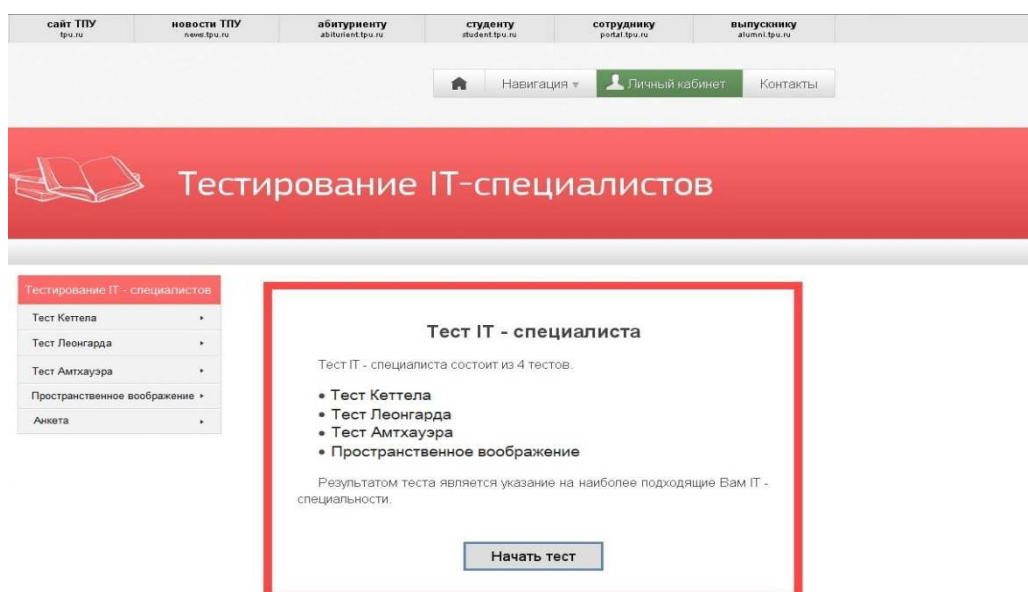 сайт ТПУ новости ТПУ абитуриенту студенту сотруднику выпускнику
tpu.ru news.tpu.ru abiturient.tpu.ru student.tpu.ru portal.tpu.ru alumni.tpu.ru
Навигация Личный кабинет Контакты
Тестирование IT-специалистов
Тестирование IT - специалистов
Тест Кеттела
Тест Леонгарда
Тест Амтхауэра
Пространственное воображение
Анкета
Тест IT - специалиста
Тест IT - специалиста состоит из 4 тестов.
• Тест Кеттела
• Тест Леонгарда
• Тест Амтхауэра
• Пространственное воображение
Результатом теста является указание на наиболее подходящие Вам IT -
специальности.
Начать тест